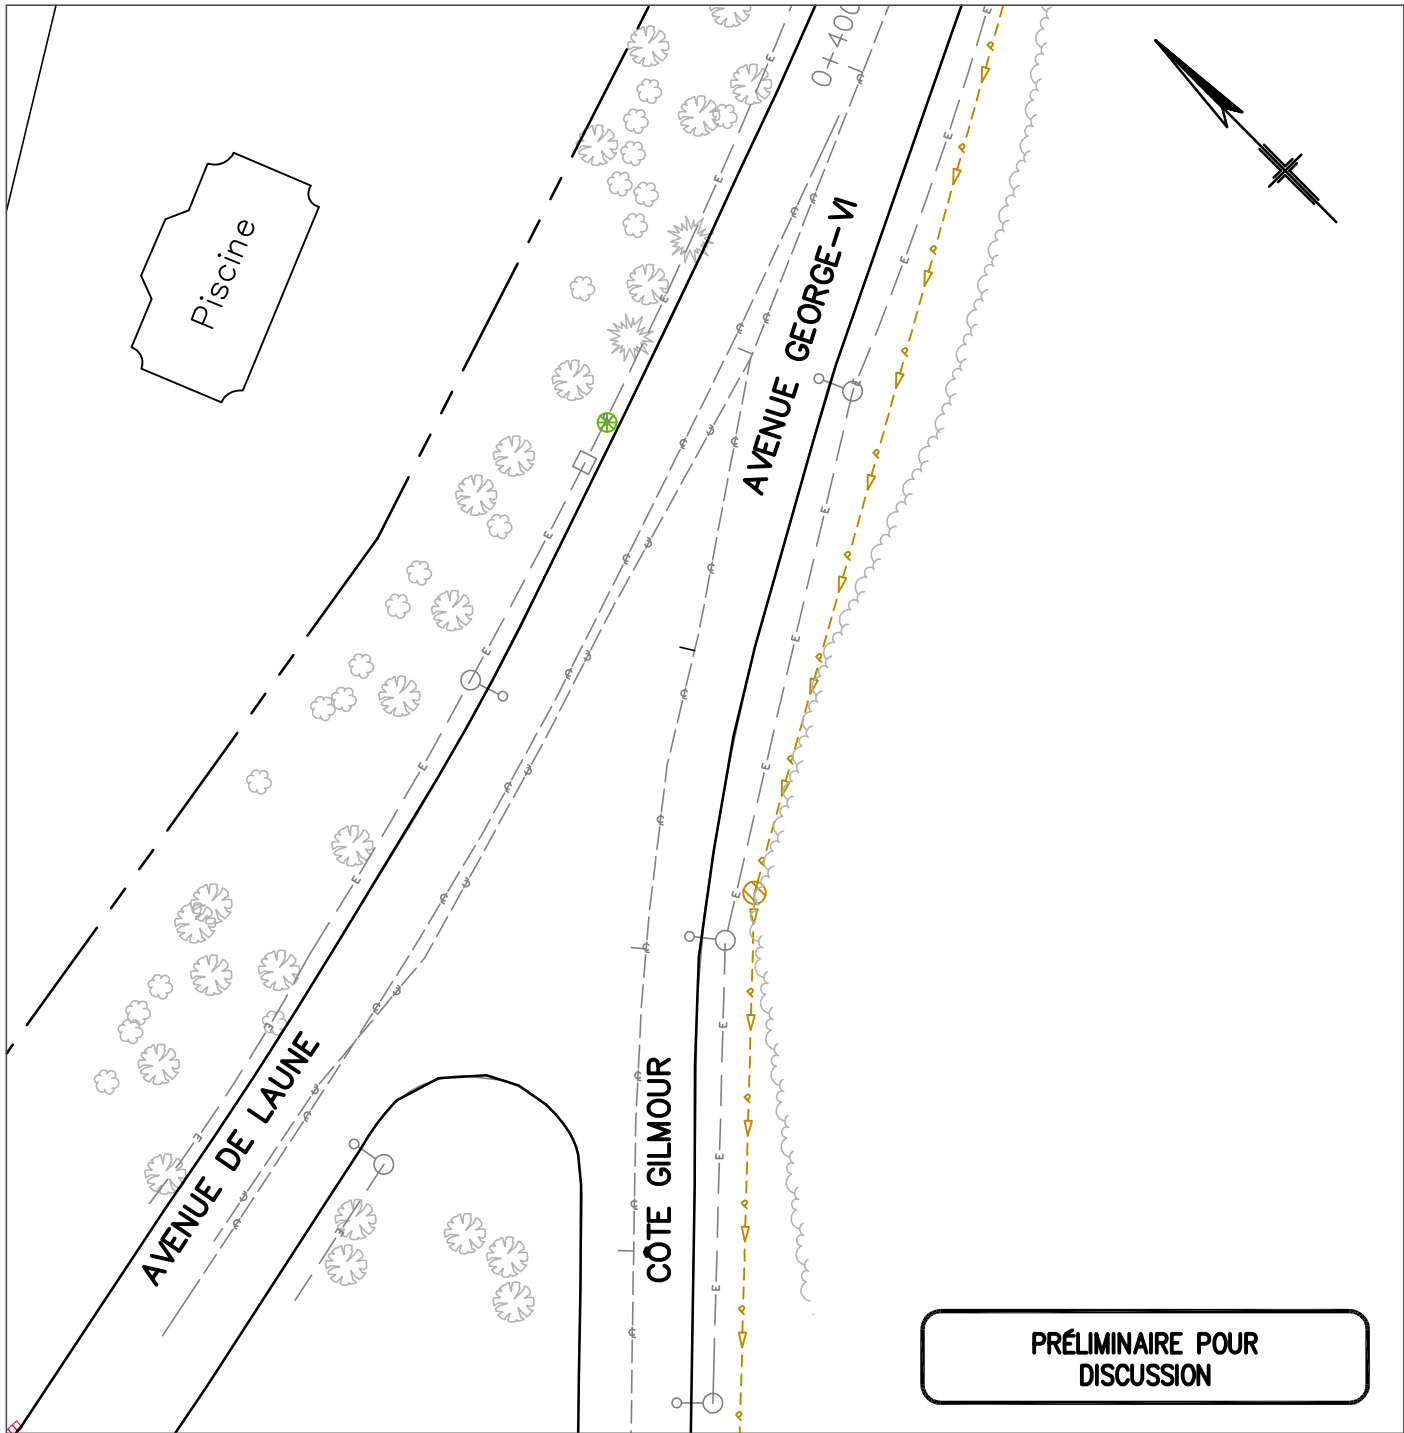 0+400
Piscine
AVENUE GEORGE-VI
AVENUE DE LAUNE
CÔTE GILMOUR
PRÉLIMINAIRE POUR
DISCUSSION